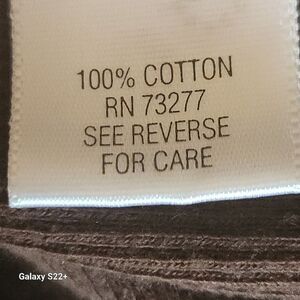 100% COTTON
RN 73277
SEE REVERSE
FOR CARE
Galaxy S22+